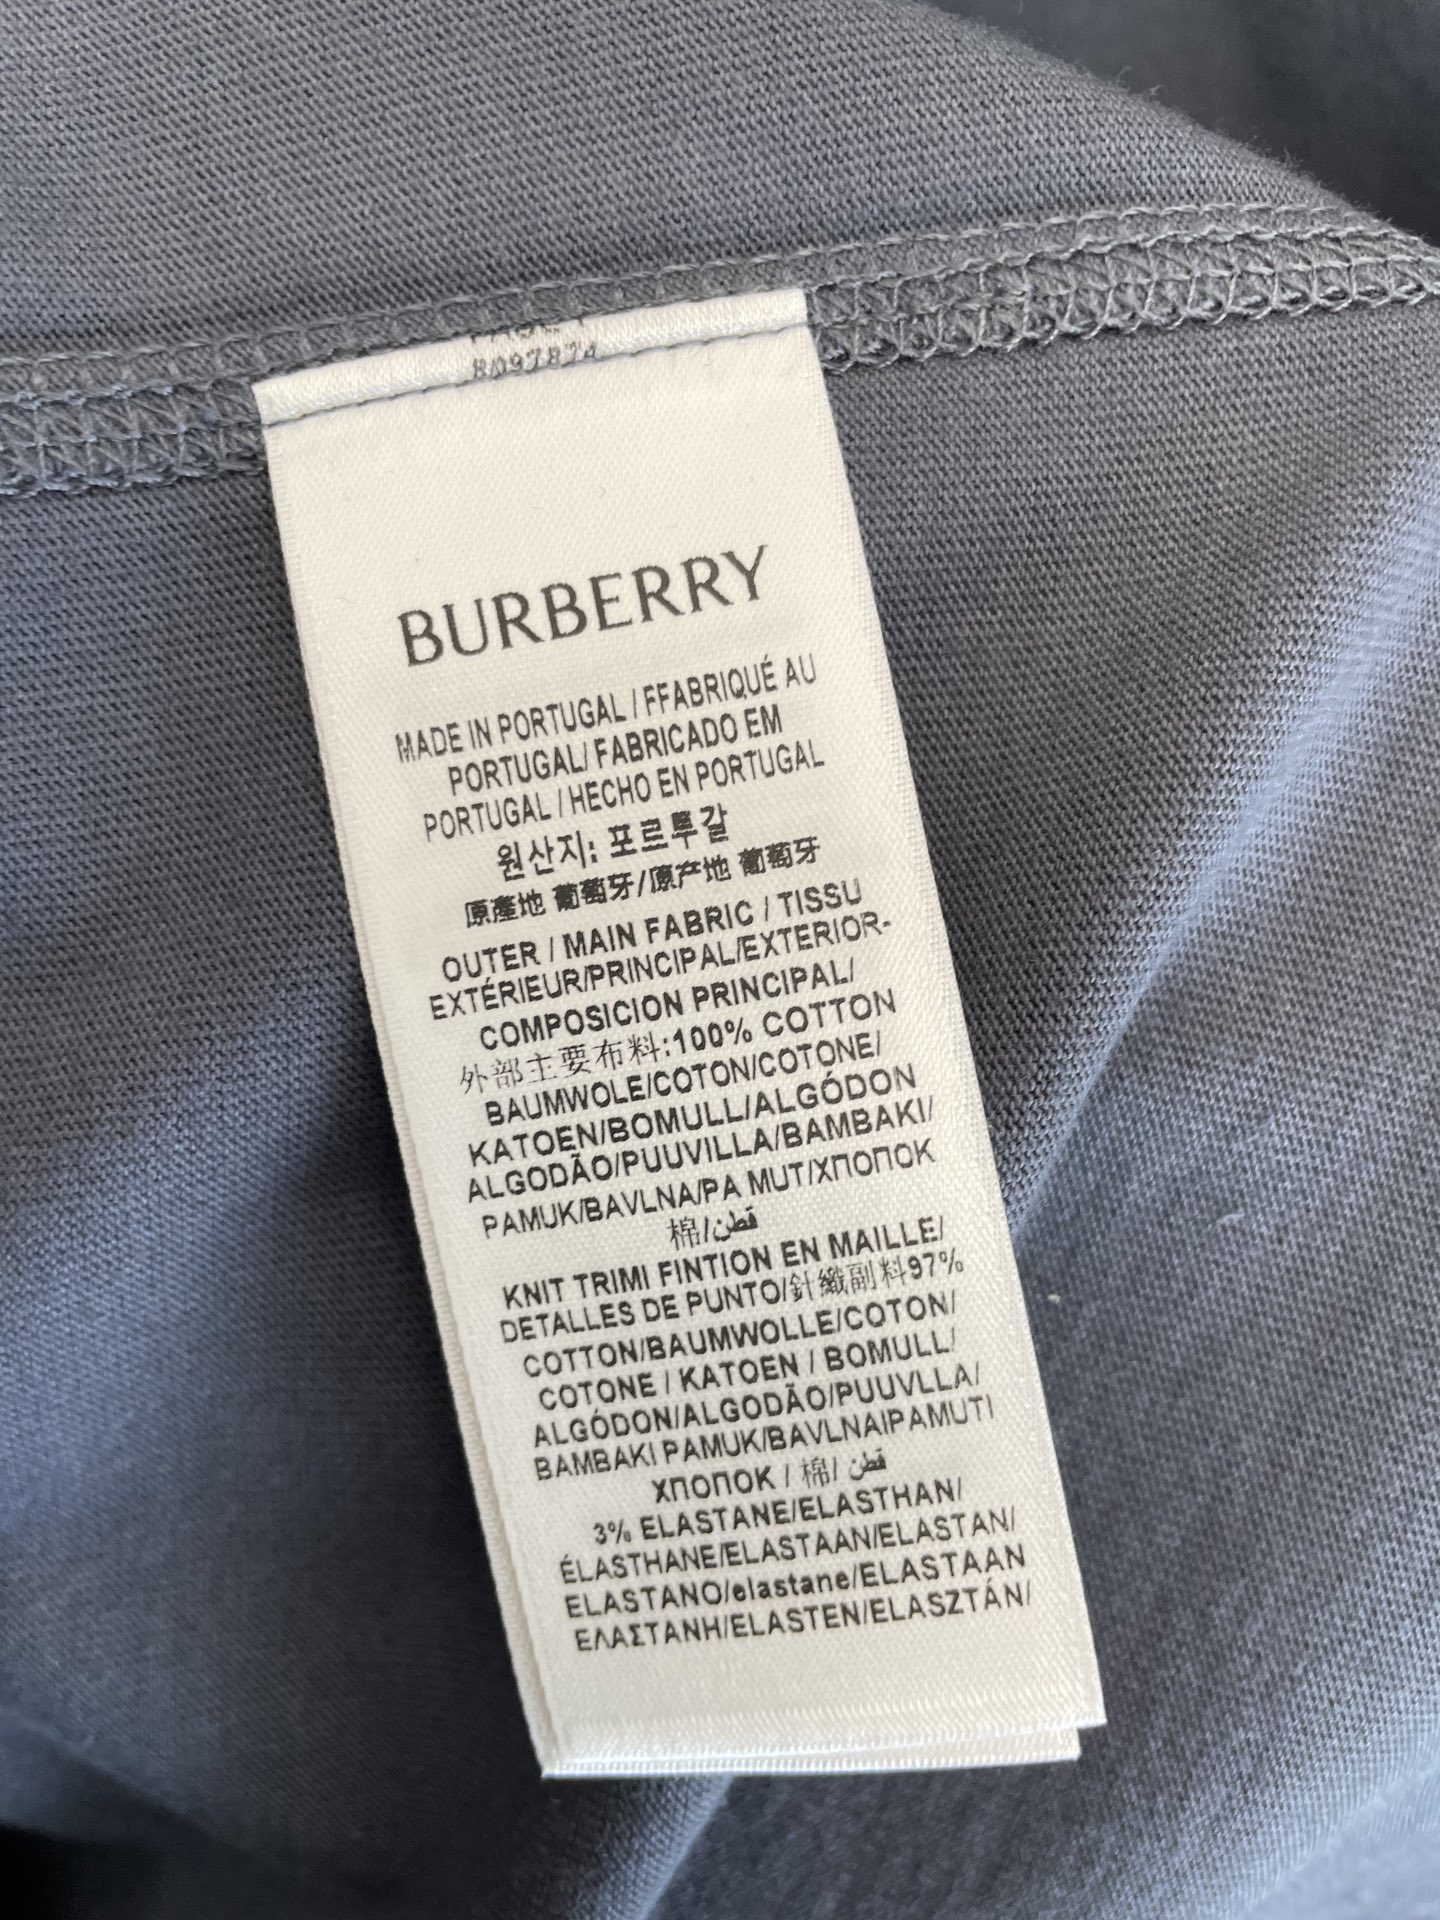 8097874
BURBERRY
MADE IN PORTUGAL / FFABRIQUÉ AU
PORTUGAL/ FABRICADO EM
PORTUGAL / HECHO EN PORTUGAL
원산지: 포르투갈
原產地 葡萄牙/原产地 葡萄牙
OUTER / MAIN FABRIC / TISSU
EXTÉRIEUR/PRINCIPAL/EXTERIOR-
COMPOSICION PRINCIPAL/
外部主要布料:100% COTTON
BAUMWOLE/COTON/COTONE/
KATOEN/BOMULL/ALGÓDON
ALGODÃO/PUUVILLA/BAMBAKI/
PAMUK/BAVLNA/PA MUT/ХПОПОК
棉/قطن
KNIT TRIMI FINTION EN MAILLE/
DETALLES DE PUNTO/針織副料97%
COTTON/BAUMWOLLE/COTON/
COTONE / KATOEN / BOMULL/
ALGÓDON/ALGODÃO/PUUVLLA/
BAMBAKI PAMUK/BAVLNAIPAMUTI
ХПОПОК / 棉/ قطن
3% ELASTANE/ELASTHAN/
ÉLASTHANE/ELASTAAN/ELASTAN/
ELASTANO/elastane/ELASTAAN
ΕΛΑΣΤΑΝΗ/ELASTEN/ELASZTÁN/